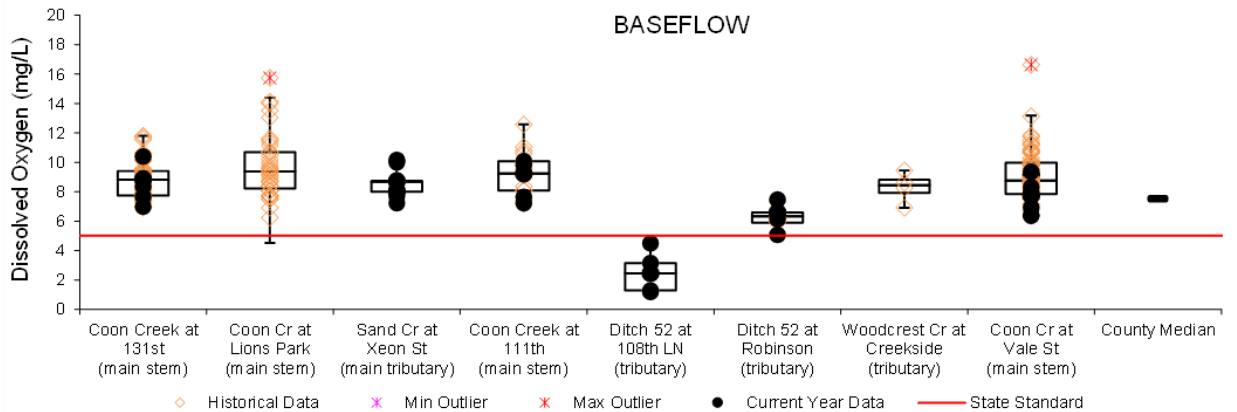 BASEFLOW
Dissolved Oxygen (mg/L)
20
18
16
14
12
10
8
6
4
2
0
Coon Creek at
131st
(main stem)
Coon Cr at
Lions Park
(main stem)
Sand Cr at
Xeon St
(main tributary)
Coon Creek at
111th
(main stem)
Ditch 52 at
108th LN
(tributary)
Ditch 52 at
Robinson
(tributary)
Woodcrest Cr at
Creekside
(tributary)
Coon Cr at
Vale St
(main stem)
County Median
Historical Data
Min Outlier
Max Outlier
Current Year Data
State Standard